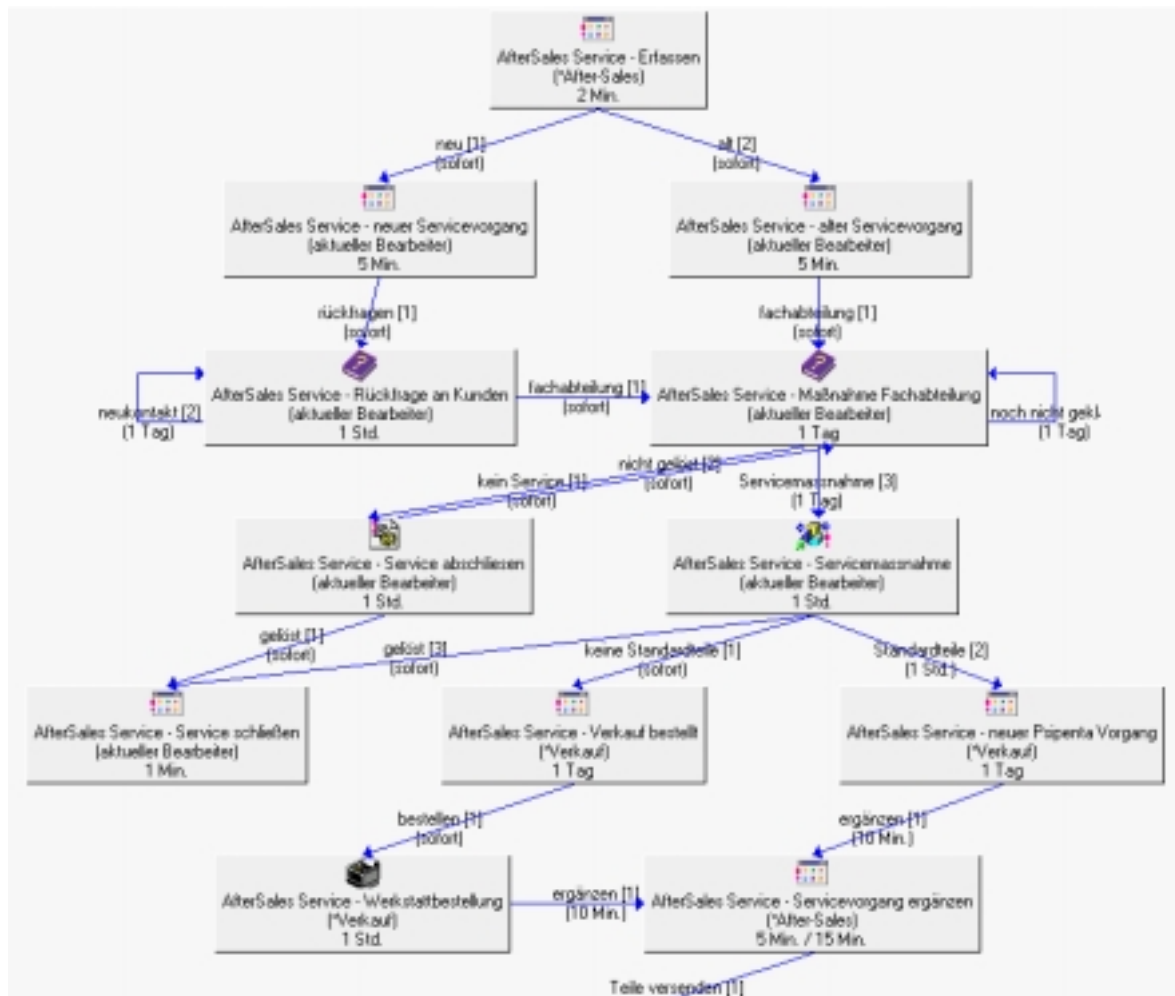 AfterSales Service - Erfassen
(*After-Sales)
2 Min.
neu [1]
(sofort)
alt [2]
(sofort)
AfterSales Service - neuer Servicevorgang
(aktueller Bearbeiter)
5 Min.
AfterSales Service - alter Servicevorgang
(aktueller Bearbeiter)
5 Min.
rückfragen [1]
(sofort)
fachabteilung [1]
(sofort)
AfterSales Service - Rückfrage an Kunden
(aktueller Bearbeiter)
1 Std.
fachabteilung [1]
(sofort)
AfterSales Service - Maßnahme Fachabteilung
(aktueller Bearbeiter)
1 Tag
neukontakt [2]
(1 Tag)
noch nicht gekl.
(1 Tag)
nicht gelöst [2]
(sofort)
kein Service [1]
(sofort)
Servicemassnahme [3]
(1 Tag)
AfterSales Service - Service abschliesen
(aktueller Bearbeiter)
1 Std.
AfterSales Service - Servicemassnahme
(aktueller Bearbeiter)
1 Std.
gelöst [1]
(sofort)
gelöst [3]
(sofort)
keine Standardteile [1]
(sofort)
Standardteile [2]
(1 Std.)
AfterSales Service - Service schließen
(aktueller Bearbeiter)
1 Min.
AfterSales Service - Verkauf bestellt
(*Verkauf)
1 Tag
AfterSales Service - neuer Psipenta Vorgang
(*Verkauf)
1 Tag
bestellen [1]
(sofort)
ergänzen [1]
(10 Min.)
AfterSales Service - Werkstattbestellung
(*Verkauf)
1 Std.
ergänzen [1]
(10 Min.)
AfterSales Service - Servicevorgang ergänzen
(*After-Sales)
5 Min. / 15 Min.
Teile versenden [1]